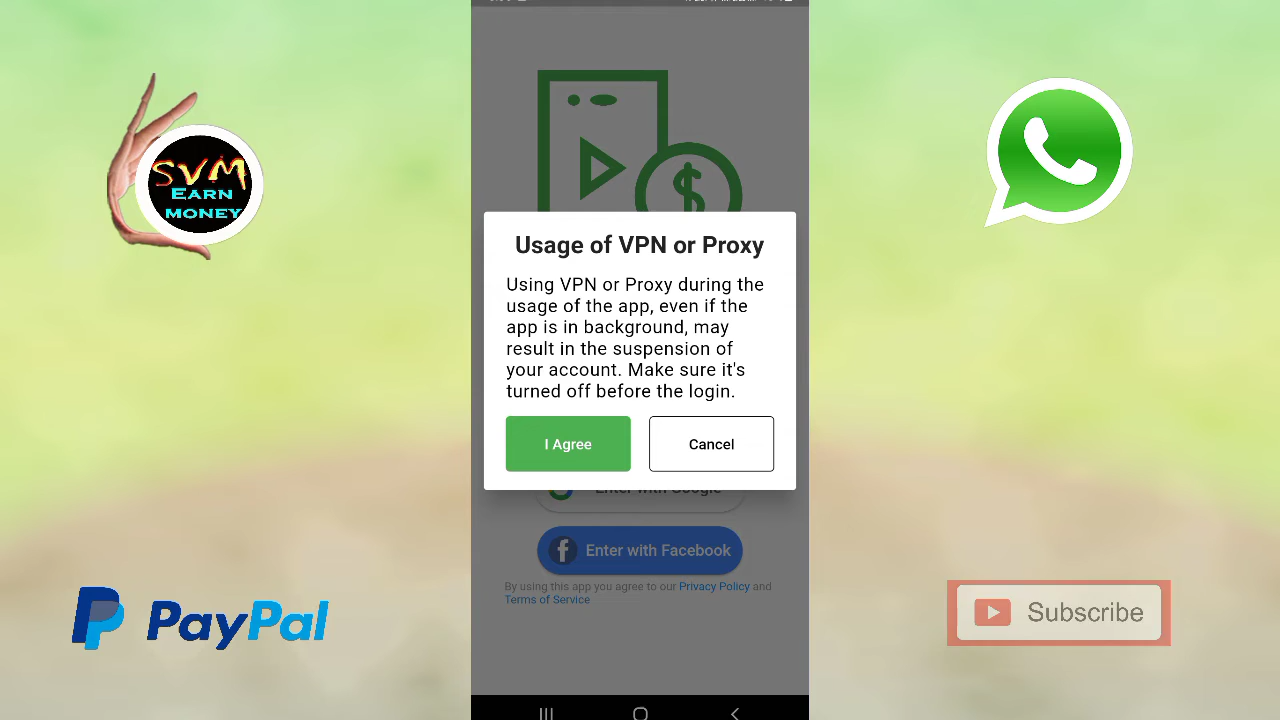 SVM
EARN
MONEY
Usage of VPN or Proxy
Using VPN or Proxy during the
usage of the app, even if the
app is in background, may
result in the suspension of
your account. Make sure it's
turned off before the login.
I Agree
Cancel
Enter with Google
Enter with Facebook
By using this app you agree to our Privacy Policy and
Terms of Service
PayPal
Subscribe